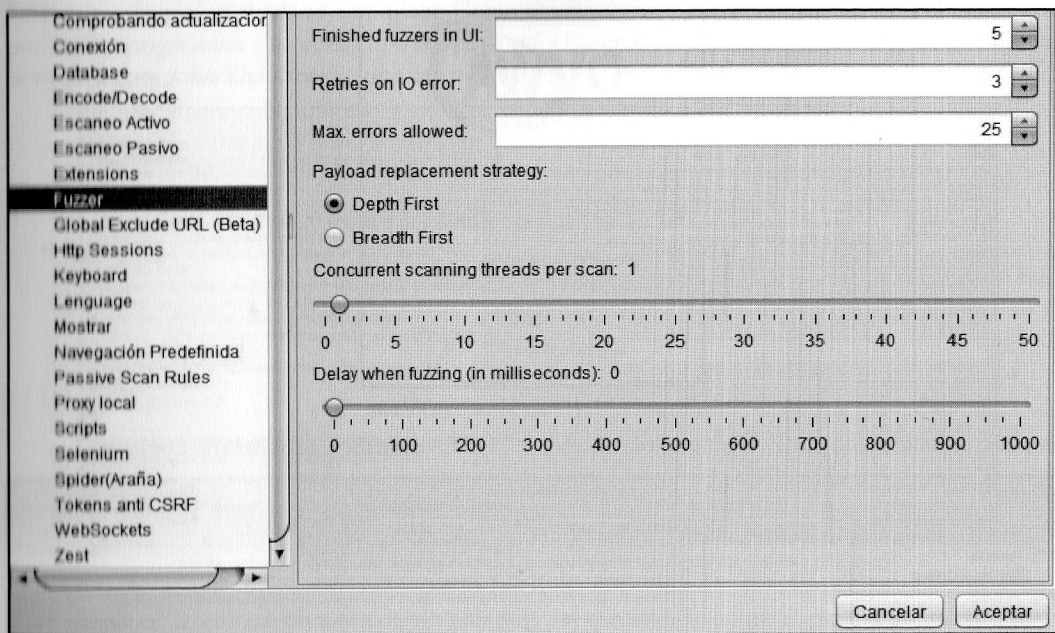 Comprobando actualizacior
Conexión
Database
Encode/Decode
Escaneo Activo
Escaneo Pasivo
Extensions
Fuzzer
Global Exclude URL (Beta)
Http Sessions
Keyboard
Lenguage
Mostrar
Navegación Predefinida
Passive Scan Rules
Proxy local
Scripts
Selenium
Spider(Araña)
Tokens anti CSRF
WebSockets
Zest
Finished fuzzers in UI: 5
Retries on IO error: 3
Max. errors allowed: 25
Payload replacement strategy:
Depth First
Breadth First
Concurrent scanning threads per scan: 1
0 5 10 15 20 25 30 35 40 45 50
Delay when fuzzing (in milliseconds): 0
0 100 200 300 400 500 600 700 800 900 1000
Cancelar Aceptar